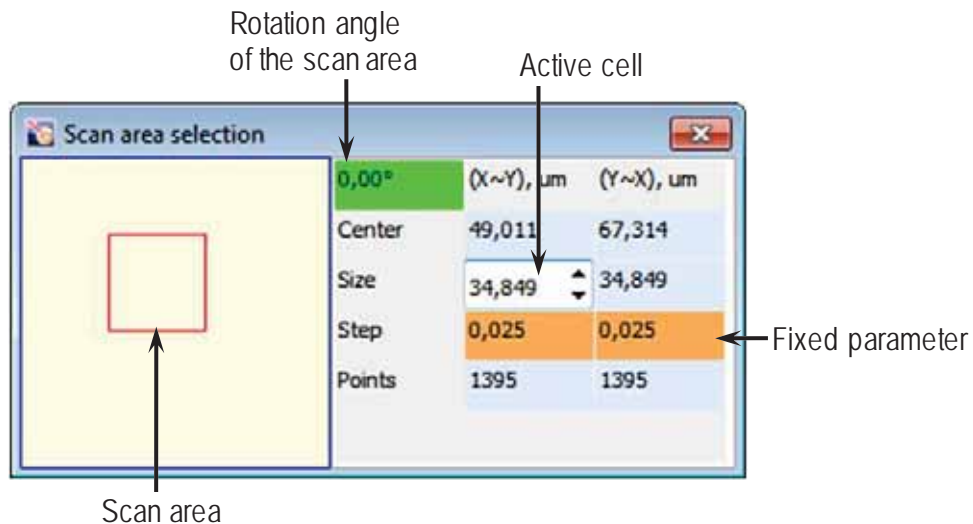 Rotation angle
of the scan area
Active cell
Scan area selection
0,00° (X~Y), um (Y~X), um
Center 49,011 67,314
Size 34,849 34,849
Step 0,025 0,025
Fixed parameter
Points 1395 1395
Scan area